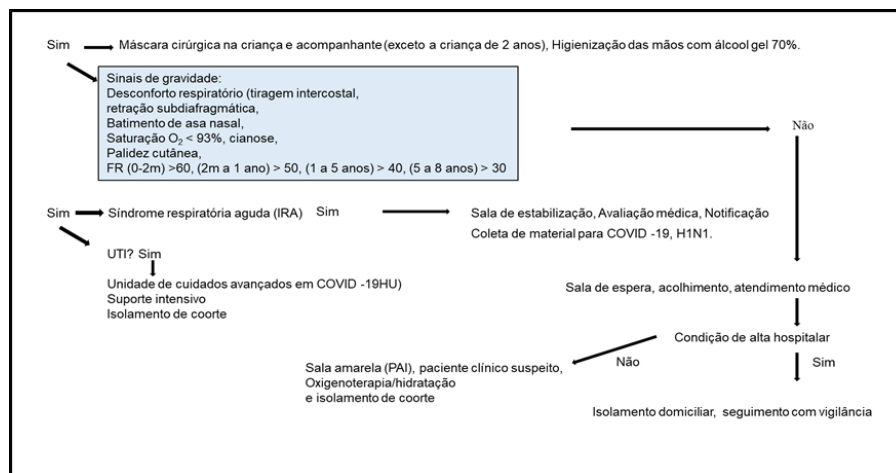 Sim
Máscara cirúrgica na criança e acompanhante (exceto a criança de 2 anos), Higienização das mãos com álcool gel 70%.
Sinais de gravidade:
Desconforto respiratório (tiragem intercostal,
retração subdiafragmática,
Batimento de asa nasal,
Saturação O₂ < 93%, cianose,
Palidez cutânea,
FR (0-2m) >60, (2m a 1 ano) > 50, (1 a 5 anos) > 40, (5 a 8 anos) > 30
Não
Sim
Síndrome respiratória aguda (IRA)
Sim
Sala de estabilização, Avaliação médica, Notificação
Coleta de material para COVID -19, H1N1.
UTI? Sim
Unidade de cuidados avançados em COVID -19HU)
Suporte intensivo
Isolamento de coorte
Sala de espera, acolhimento, atendimento médico
Condição de alta hospitalar
Não
Sim
Sala amarela (PAI), paciente clínico suspeito,
Oxigenoterapia/hidratação
e isolamento de coorte
Isolamento domiciliar, seguimento com vigilância